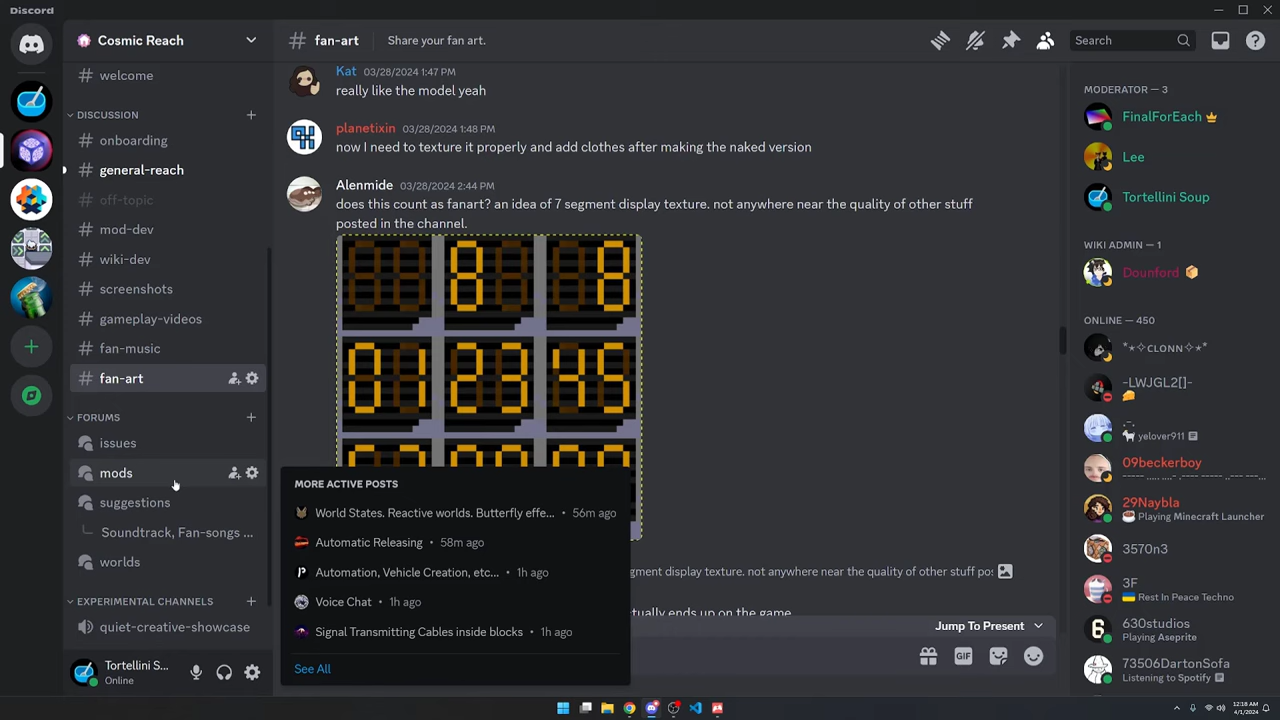 Discord
Cosmic Reach
welcome
DISCUSSION
onboarding
general-reach
off-topic
mod-dev
wiki-dev
screenshots
gameplay-videos
fan-music
fan-art
FORUMS
issues
mods
suggestions
Soundtrack, Fan-songs ...
worlds
EXPERIMENTAL CHANNELS
quiet-creative-showcase
Tortellini S...
Online
# fan-art Share your fan art.
Search
Kat 03/28/2024 1:47 PM
really like the model yeah
planetixin 03/28/2024 1:48 PM
now I need to texture it properly and add clothes after making the naked version
Alenmide 03/28/2024 2:44 PM
does this count as fanart? an idea of 7 segment display texture. not anywhere near the quality of other stuff
posted in the channel.
8 8
01 23 45
MORE ACTIVE POSTS
World States. Reactive worlds. Butterfly effe... • 56m ago
Automatic Releasing • 58m ago
Automation, Vehicle Creation, etc... • 1h ago
Voice Chat • 1h ago
Signal Transmitting Cables inside blocks • 1h ago
See All
gment display texture. not anywhere near the quality of other stuff pos
tually ends up on the game
Jump To Present
GIF
MODERATOR — 3
FinalForEach
Lee
Tortellini Soup
WIKI ADMIN — 1
Dounford
ONLINE — 450
*⋆✧CLONN✧⋆*
-LWJGL2[]-
yelover911
09beckerboy
29Naybla
Playing Minecraft Launcher
3570n3
3F
Rest In Peace Techno
630studios
Playing Aseprite
73506DartonSofa
Listening to Spotify
12:18 AM
4/1/2024